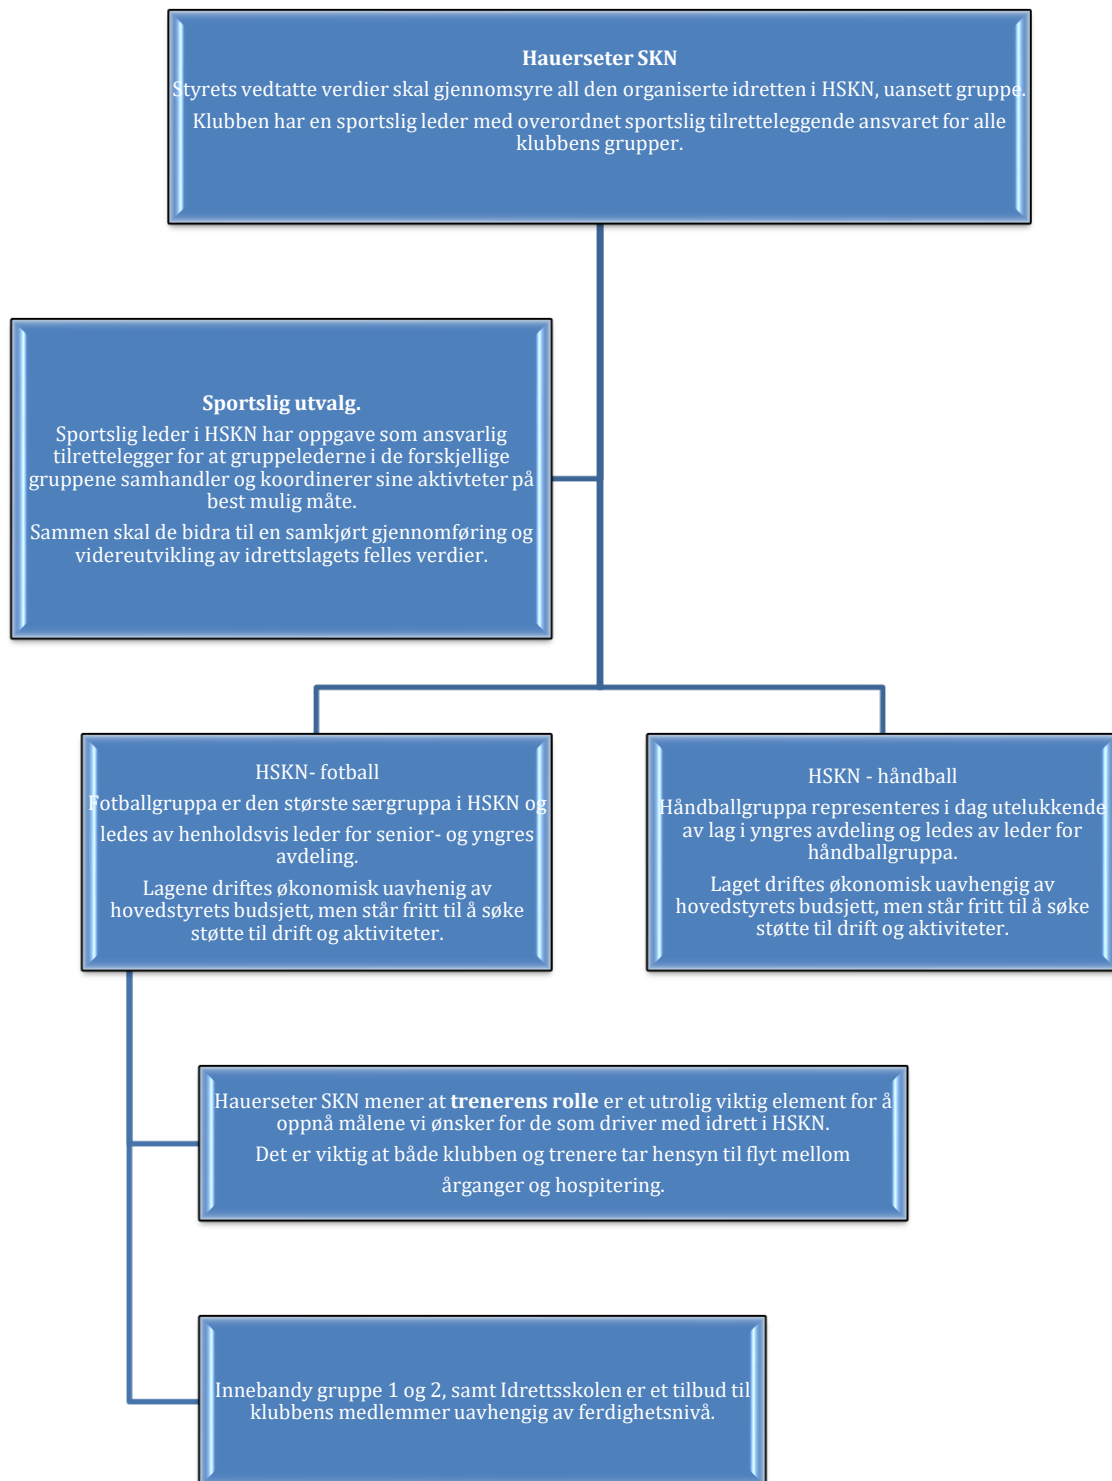 Hauerseter SKN
Styrets vedtatte verdier skal gjennomsyre all den organiserte idretten i HSKN, uansett gruppe.
Klubben har en sportslig leder med overordnet sportslig tilretteleggende ansvaret for alle
klubbens grupper.
Sportslig utvalg.
Sportslig leder i HSKN har oppgave som ansvarlig
tilrettelegger for at gruppelederne i de forskjellige
gruppene samhandler og koordinerer sine aktivteter på
best mulig måte.
Sammen skal de bidra til en samkjørt gjennomføring og
videreutvikling av idrettslagets felles verdier.
HSKN- fotball
Fotballgruppa er den største særgruppa i HSKN og
ledes av henholdsvis leder for senior- og yngres
avdeling.
Lagene driftes økonomisk uavhenig av
hovedstyrets budsjett, men står fritt til å søke
støtte til drift og aktiviteter.
HSKN - håndball
Håndballgruppa representeres i dag utelukkende
av lag i yngres avdeling og ledes av leder for
håndballgruppa.
Laget driftes økonomisk uavhengig av
hovedstyrets budsjett, men står fritt til å søke
støtte til drift og aktiviteter.
Hauerseter SKN mener at trenerens rolle er et utrolig viktig element for å
oppnå målene vi ønsker for de som driver med idrett i HSKN.
Det er viktig at både klubben og trenere tar hensyn til flyt mellom
årganger og hospitering.
Innebandy gruppe 1 og 2, samt Idrettsskolen er et tilbud til
klubbens medlemmer uavhengig av ferdighetsnivå.